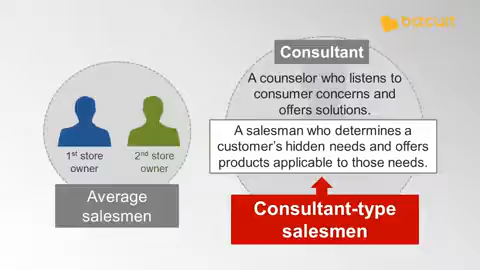 bacuit
Consultant
A counselor who listens to
consumer concerns and
offers solutions.
A salesman who determines a
customer's hidden needs and offers
products applicable to those needs.
1st store
owner
2nd store
owner
Average
salesmen
Consultant-type
salesmen